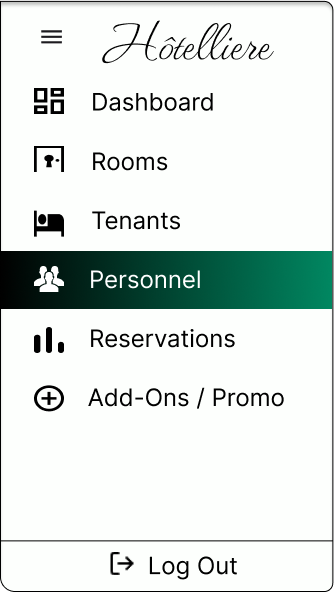 Hôtelliere
Dashboard
Rooms
Tenants
Personnel
Reservations
Add-Ons / Promo
Log Out